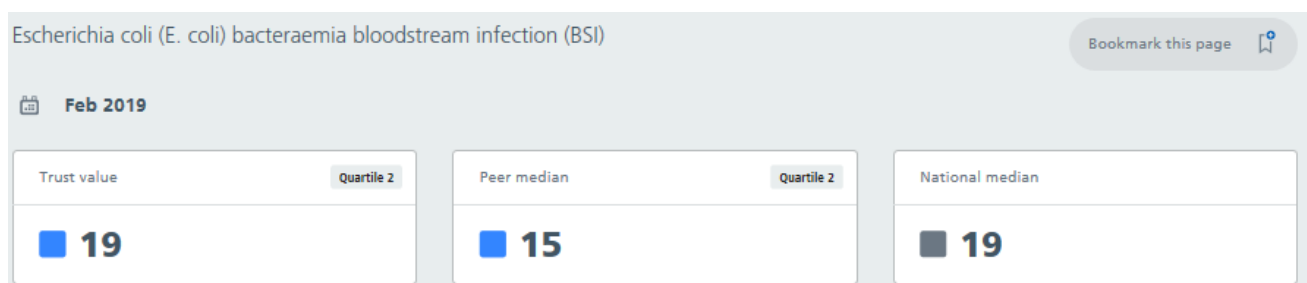 Escherichia coli (E. coli) bacteraemia bloodstream infection (BSI)
Bookmark this page
Feb 2019
Trust value Quartile 2
Peer median Quartile 2
National median
19
15
19